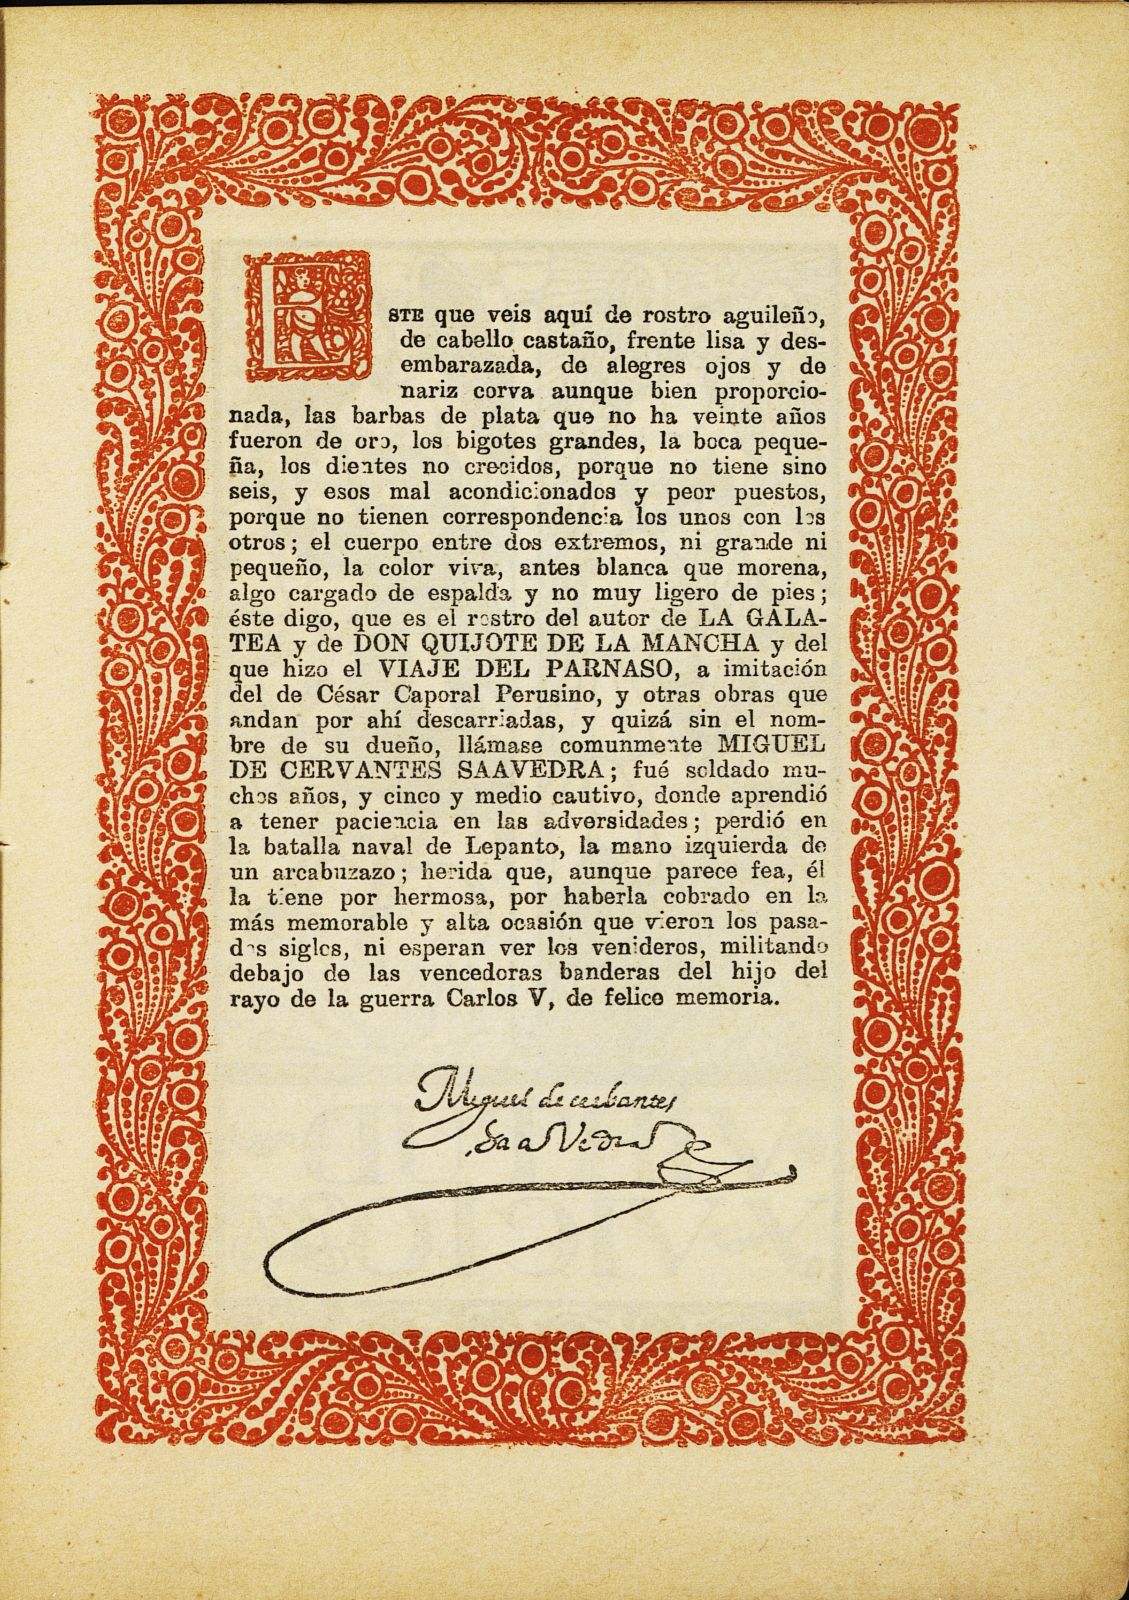 ESTE que veis aquí de rostro aguileño,
de cabello castaño, frente lisa y des-
embarazada, de alegres ojos y de
nariz corva aunque bien proporcio-
nada, las barbas de plata que no ha veinte años
fueron de oro, los bigotes grandes, la boca peque-
ña, los dientes no crecidos, porque no tiene sino
seis, y esos mal acondicionados y peor puestos,
porque no tienen correspondencia los unos con los
otros; el cuerpo entre dos extremos, ni grande ni
pequeño, la color viva, antes blanca que morena,
algo cargado de espalda y no muy ligero de pies;
éste digo, que es el rostro del autor de LA GALA-
TEA y de DON QUIJOTE DE LA MANCHA y del
que hizo el VIAJE DEL PARNASO, a imitación
del de César Caporal Perusino, y otras obras que
andan por ahí descarriadas, y quizá sin el nom-
bre de su dueño, llámase comunmente MIGUEL
DE CERVANTES SAAVEDRA; fué soldado mu-
chos años, y cinco y medio cautivo, donde aprendió
a tener paciencia en las adversidades; perdió en
la batalla naval de Lepanto, la mano izquierda de
un arcabuzazo; herida que, aunque parece fea, él
la tiene por hermosa, por haberla cobrado en la
más memorable y alta ocasión que vieron los pasa-
dos siglos, ni esperan ver los venideros, militando
debajo de las vencedoras banderas del hijo del
rayo de la guerra Carlos V, de felice memoria.
Miguel de cerbantes
SaaVedra